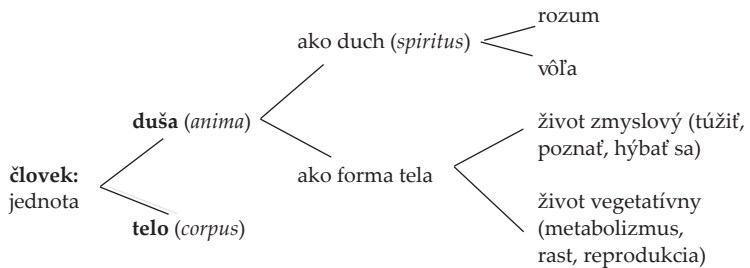 rozum
ako duch (spiritus)
vôľa
duša (anima)
život zmyslový (túžiť,
poznať, hýbať sa)
ako forma tela
človek:
jednota
telo (corpus)
život vegetatívny
(metabolizmus,
rast, reprodukcia)